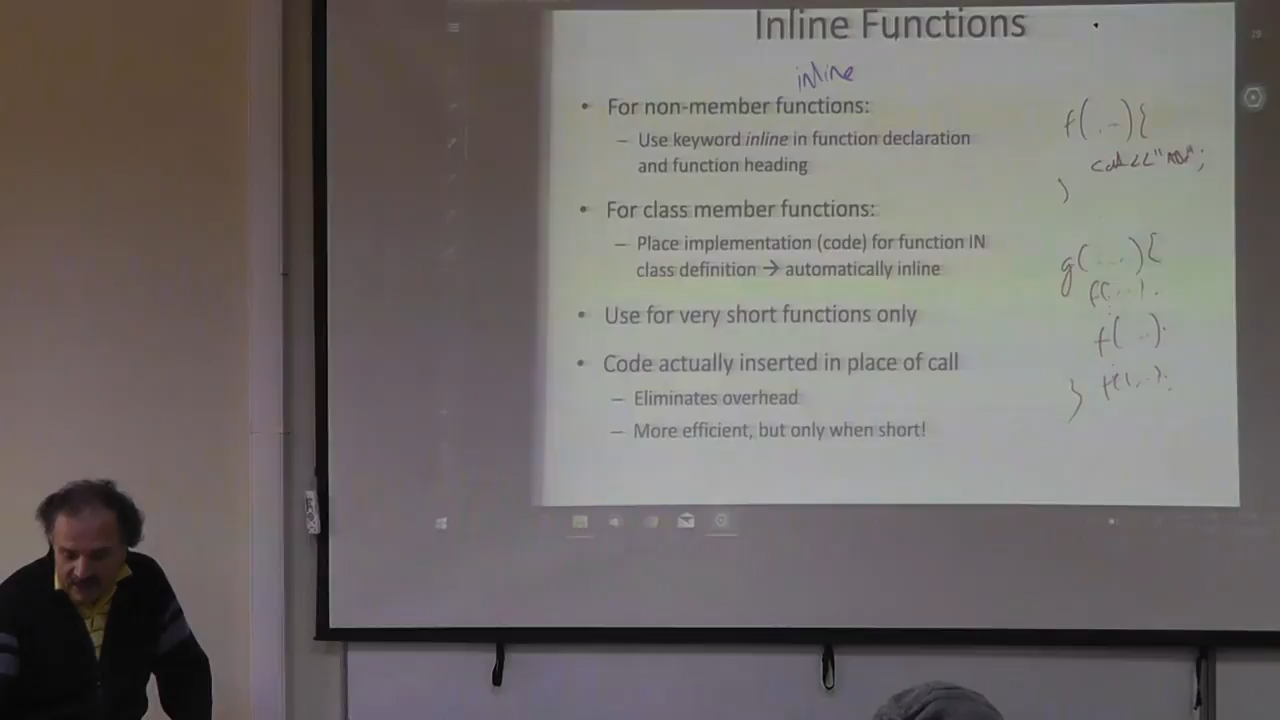 Inline Functions
inline
• For non-member functions:
– Use keyword inline in function declaration
and function heading
• For class member functions:
– Place implementation (code) for function IN
class definition → automatically inline
• Use for very short functions only
• Code actually inserted in place of call
– Eliminates overhead
– More efficient, but only when short!
f(..-){
cout<<"
}
g(...){
f(...).
f(..).
} f(